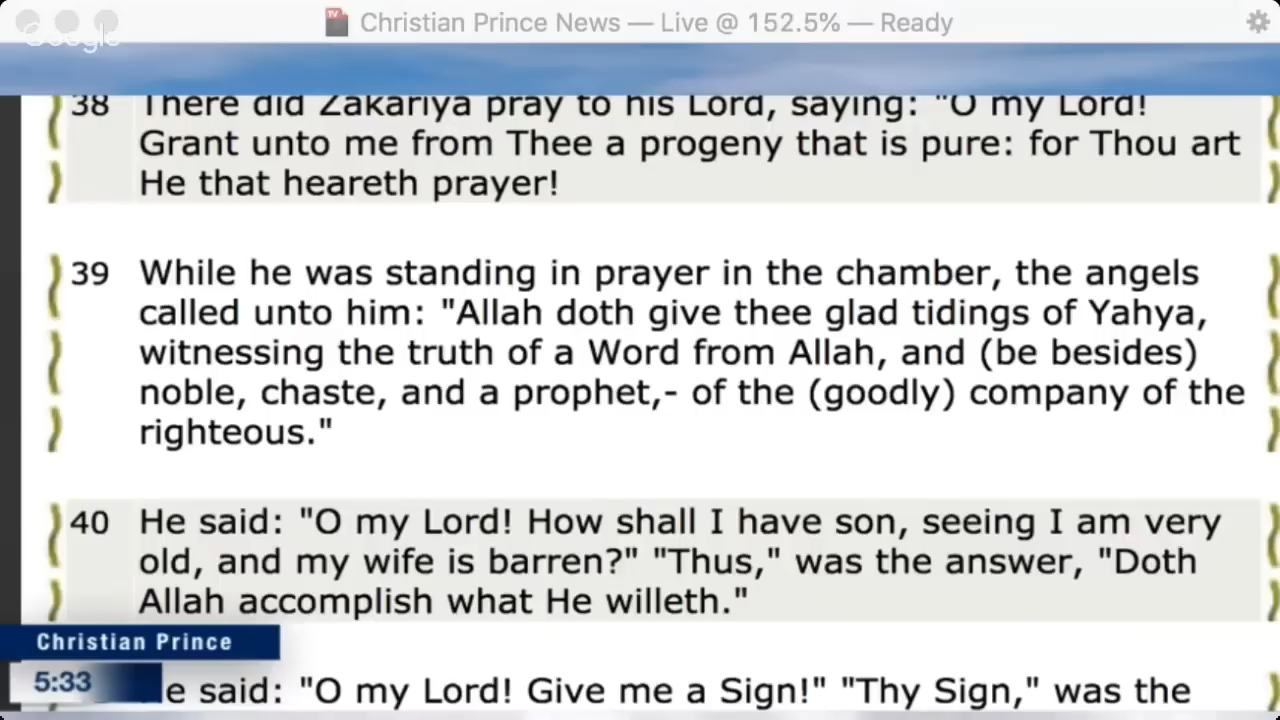 Christian Prince News — Live @ 152.5% — Ready
Google
38 There did Zakariya pray to his Lord, saying: "O my Lord!
Grant unto me from Thee a progeny that is pure: for Thou art
He that heareth prayer!
39 While he was standing in prayer in the chamber, the angels
called unto him: "Allah doth give thee glad tidings of Yahya,
witnessing the truth of a Word from Allah, and (be besides)
noble, chaste, and a prophet,- of the (goodly) company of the
righteous."
40 He said: "O my Lord! How shall I have son, seeing I am very
old, and my wife is barren?" "Thus," was the answer, "Doth
Allah accomplish what He willeth."
Christian Prince
5:33
e said: "O my Lord! Give me a Sign!" "Thy Sign," was the